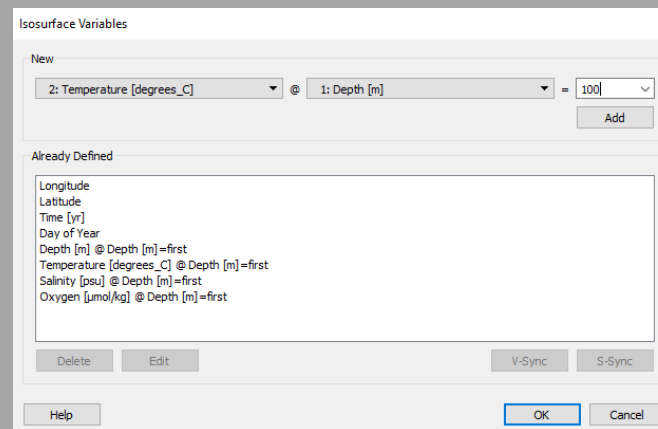 Isosurface Variables
New
2: Temperature [degrees_C] @ 1: Depth [m] = 100
Add
Already Defined
Longitude
Latitude
Time [yr]
Day of Year
Depth [m] @ Depth [m]=first
Temperature [degrees_C] @ Depth [m]=first
Salinity [psu] @ Depth [m]=first
Oxygen [µmol/kg] @ Depth [m]=first
Delete Edit V-Sync S-Sync
Help OK Cancel